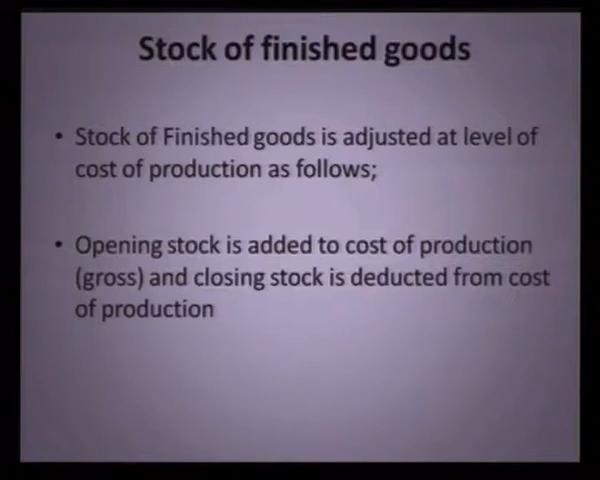 Stock of finished goods
• Stock of Finished goods is adjusted at level of
cost of production as follows;
• Opening stock is added to cost of production
(gross) and closing stock is deducted from cost
of production